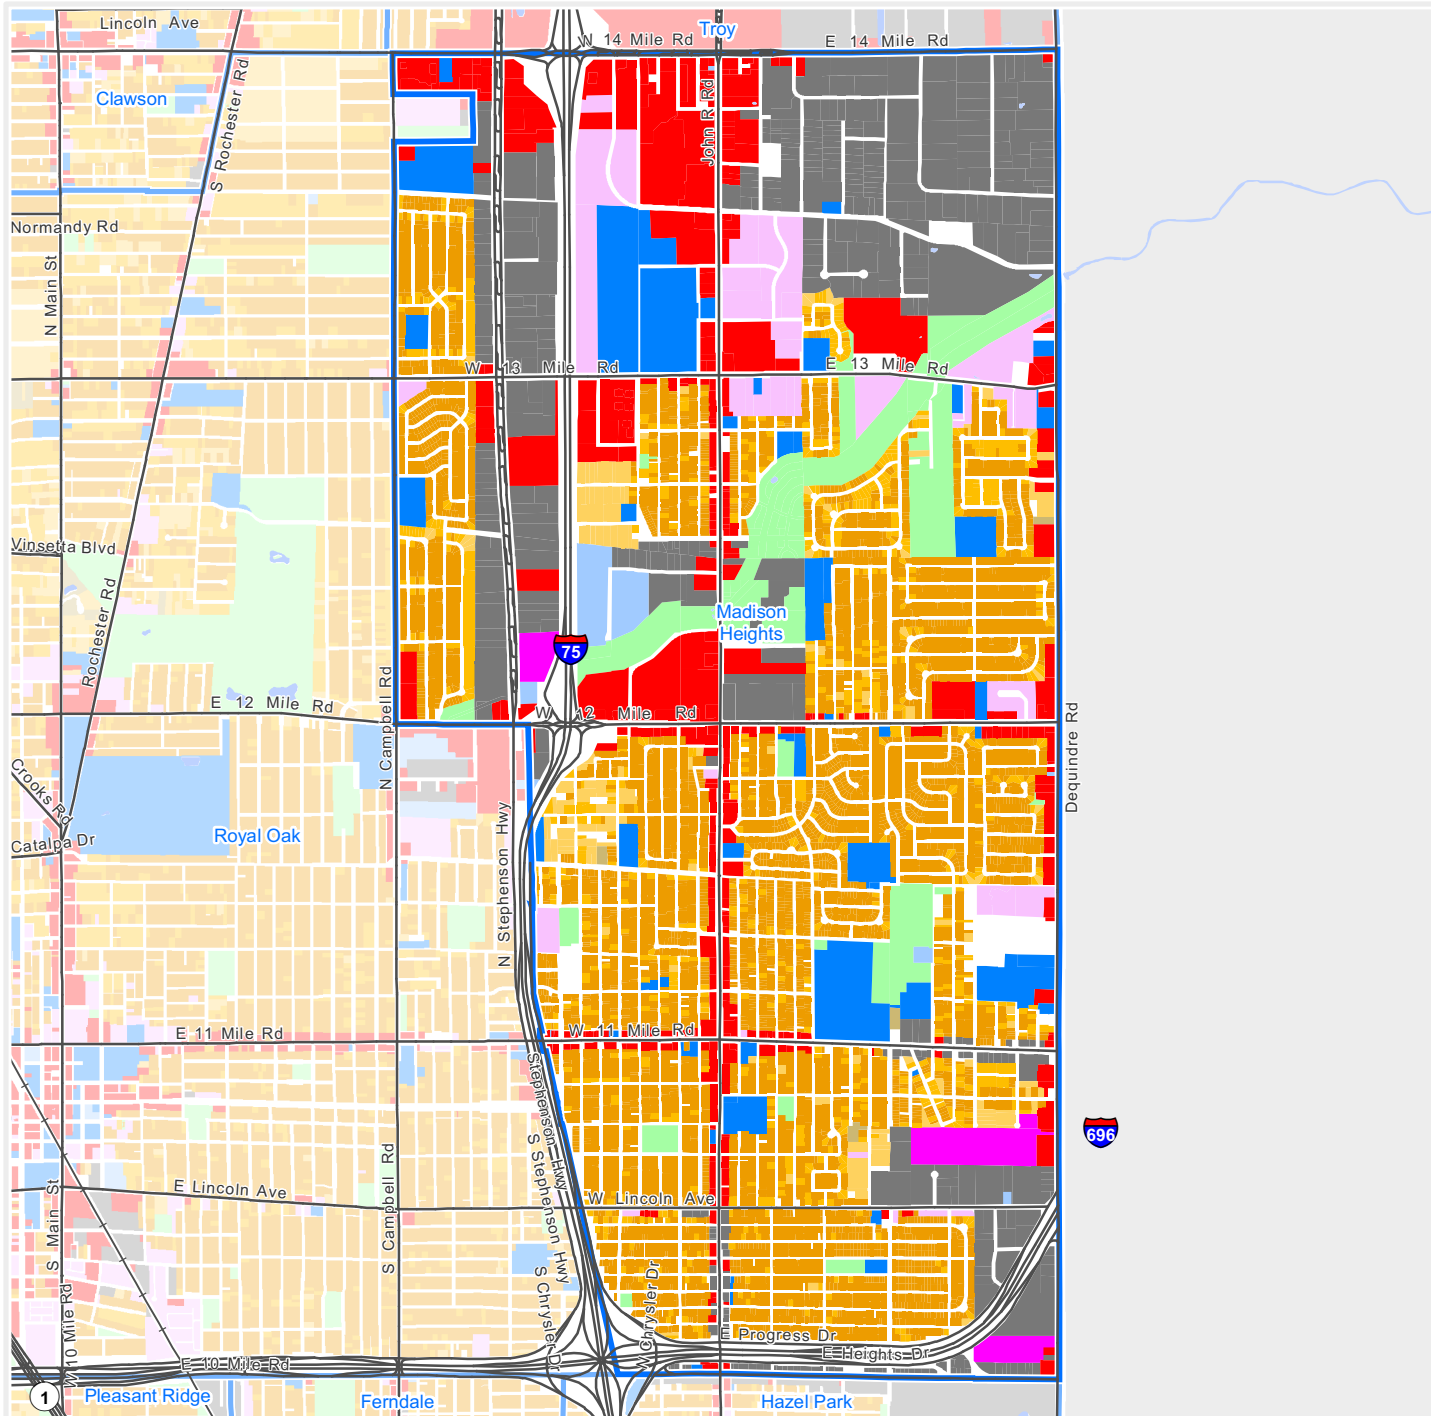 Lincoln Ave
Troy
W 14 Mile Rd
E 14 Mile Rd
Clawson
S Rochester Rd
John R Rd
Normandy Rd
N Main St
W 13 Mile Rd
E 13 Mile Rd
Vinsetta Blvd
Rochester Rd
Madison
Heights
75
N Campbell Rd
E 12 Mile Rd
W 12 Mile Rd
Dequindre Rd
Crooks Rd
Catalpa Dr
Royal Oak
N Stephenson Hwy
E 11 Mile Rd
W 11 Mile Rd
Stephenson Hwy
S Stephenson Hwy
696
S Campbell Rd
S Main St
E Lincoln Ave
W Lincoln Ave
S Chrysler Dr
W Chrysler Dr
W 10 Mile Rd
E 10 Mile Rd
E Progress Dr
E Heights Dr
1
Pleasant Ridge
Ferndale
Hazel Park